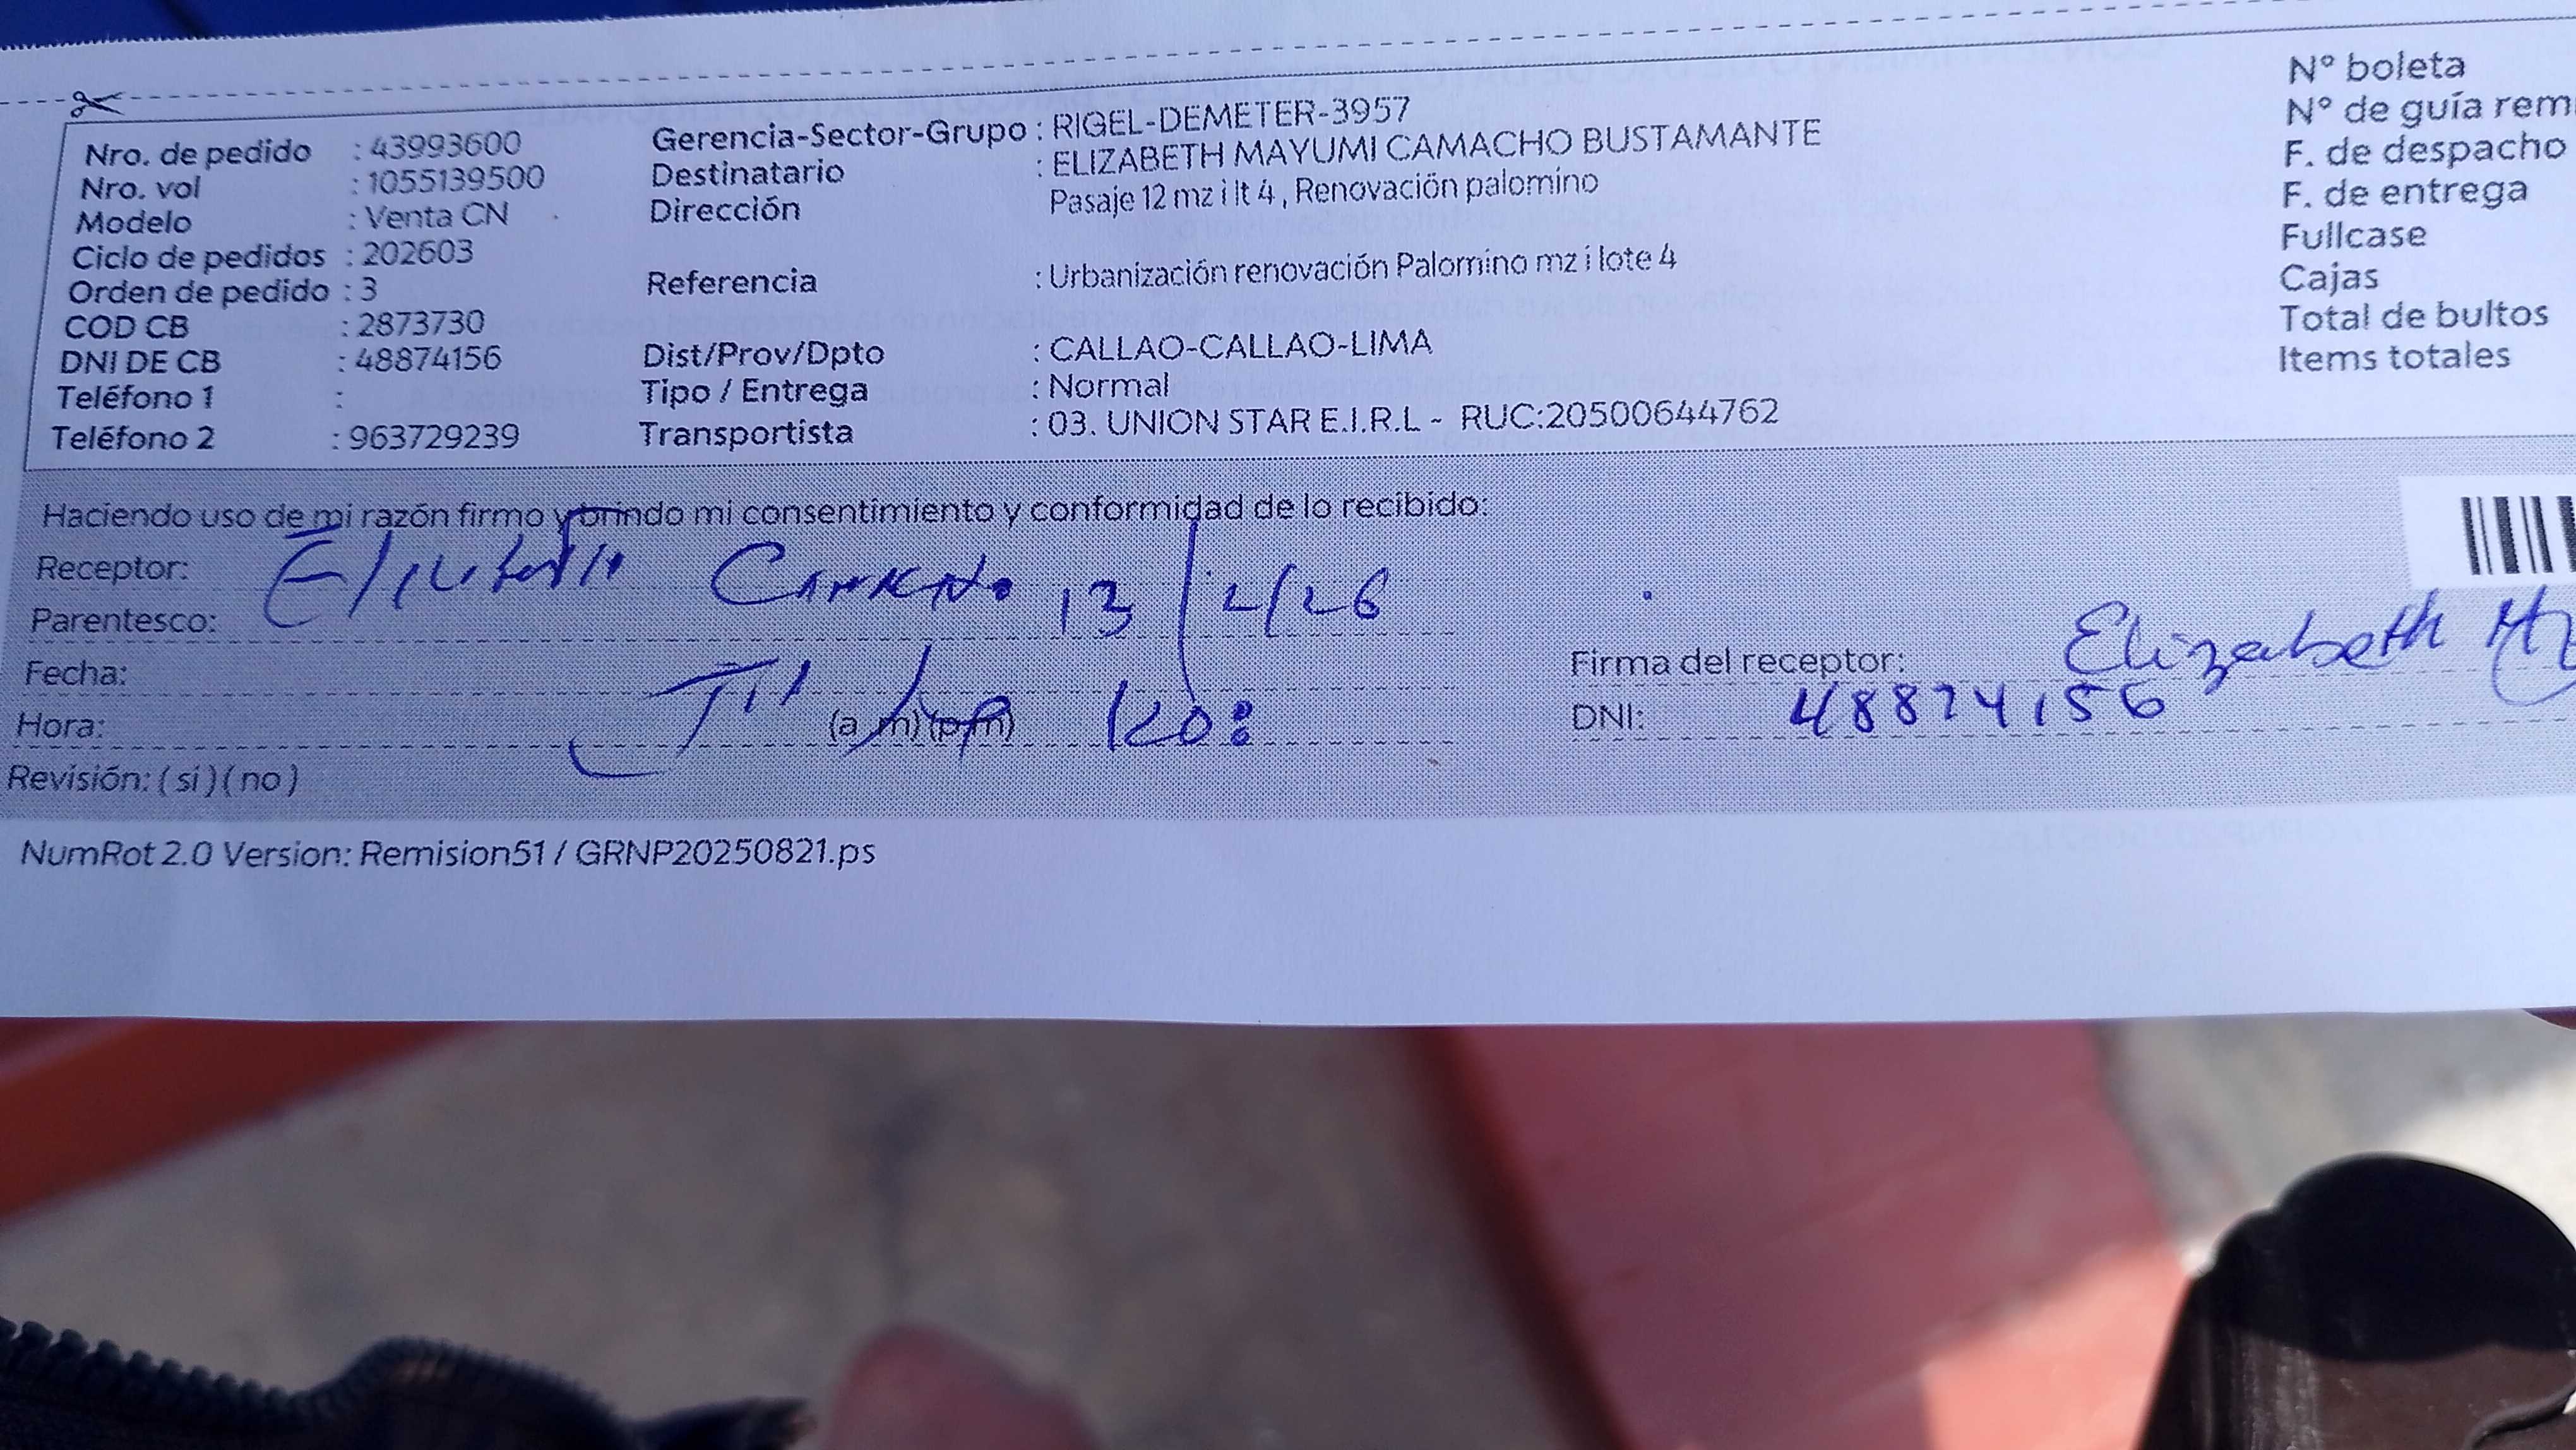 Nro. de pedido : 43993600 Gerencia-Sector-Grupo : RIGEL-DEMETER-3957 N° boleta
Nro. vol : 1055139500 Destinatario : ELIZABETH MAYUMI CAMACHO BUSTAMANTE N° de guía rem
Modelo : Venta CN Dirección Pasaje 12 mz i lt 4 , Renovación palomino F. de despacho
Ciclo de pedidos : 202603 F. de entrega
Orden de pedido : 3 Referencia : Urbanización renovación Palomino mz i lote 4 Fullcase
COD CB : 2873730 Cajas
DNI DE CB : 48874156 Dist/Prov/Dpto : CALLAO-CALLAO-LIMA Total de bultos
Teléfono 1 : Tipo / Entrega : Normal Items totales
Teléfono 2 : 963729239 Transportista : 03. UNION STAR E.I.R.L - RUC:20500644762
Haciendo uso de mi razón firmo y brindo mi consentimiento y conformidad de lo recibido:
Receptor: Camacho 13/2/26
Parentesco:
Fecha: Firma del receptor: Elizabeth
Hora: (a.m) (p.m) DNI: 48874156
Revisión: ( si ) ( no )
NumRot 2.0 Version: Remision51 / GRNP20250821.ps